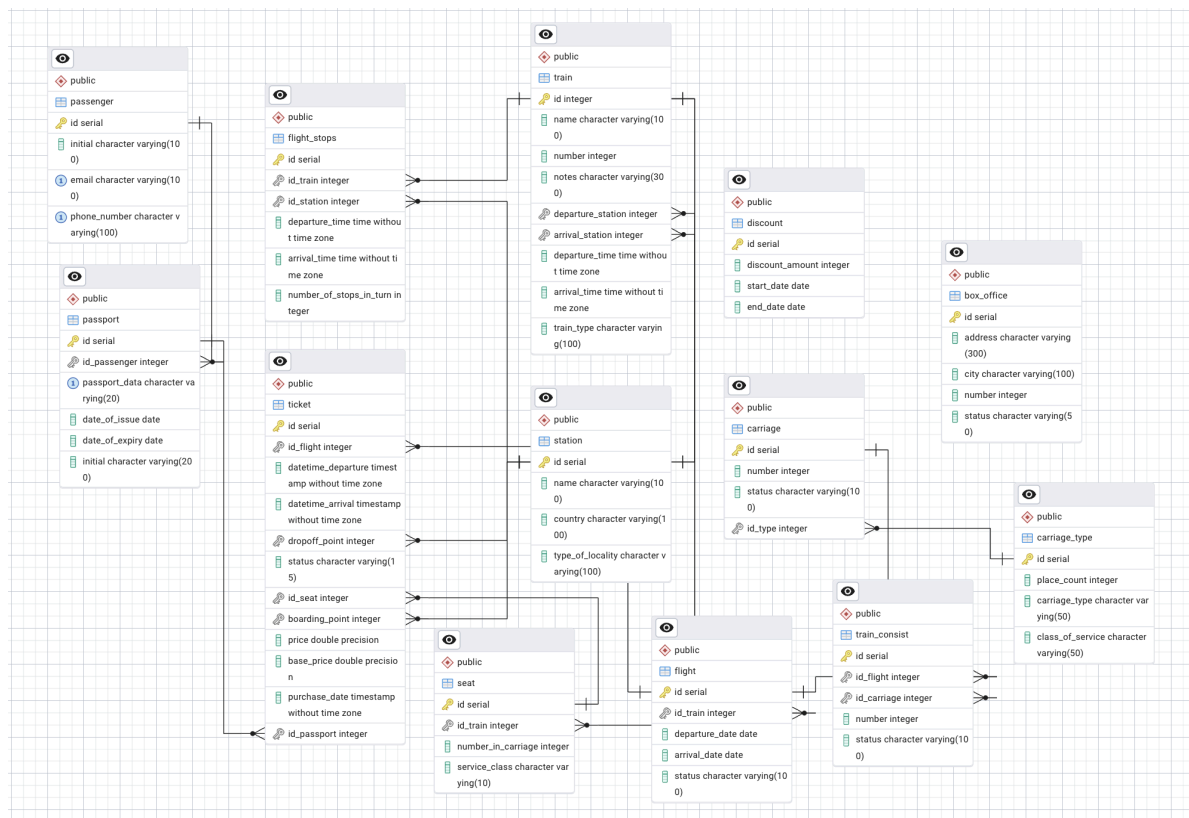 public
passenger
id serial
initial character varying(10
0)
email character varying(10
0)
phone_number character v
arying(100)
public
passport
id serial
id_passenger integer
passport_data character va
rying(20)
date_of_issue date
date_of_expiry date
initial character varying(20
0)
public
flight_stops
id serial
id_train integer
id_station integer
departure_time time withou
t time zone
arrival_time time without ti
me zone
number_of_stops_in_turn in
teger
public
ticket
id serial
id_flight integer
datetime_departure timest
amp without time zone
datetime_arrival timestamp
without time zone
dropoff_point integer
status character varying(1
5)
id_seat integer
boarding_point integer
price double precision
base_price double precisio
n
purchase_date timestamp
without time zone
id_passport integer
public
train
id integer
name character varying(10
0)
number integer
notes character varying(30
0)
departure_station integer
arrival_station integer
departure_time time withou
t time zone
arrival_time time without ti
me zone
train_type character varyin
g(100)
public
station
id serial
name character varying(10
0)
country character varying(1
00)
type_of_locality character v
arying(100)
public
seat
id serial
id_train integer
number_in_carriage integer
service_class character var
ying(10)
public
flight
id serial
id_train integer
departure_date date
arrival_date date
status character varying(10
0)
public
discount
id serial
discount_amount integer
start_date date
end_date date
public
carriage
id serial
number integer
status character varying(10
0)
id_type integer
public
train_consist
id serial
id_flight integer
id_carriage integer
number integer
status character varying(10
0)
public
box_office
id serial
address character varying
(300)
city character varying(100)
number integer
status character varying(5
0)
public
carriage_type
id serial
place_count integer
carriage_type character var
ying(50)
class_of_service character
varying(50)